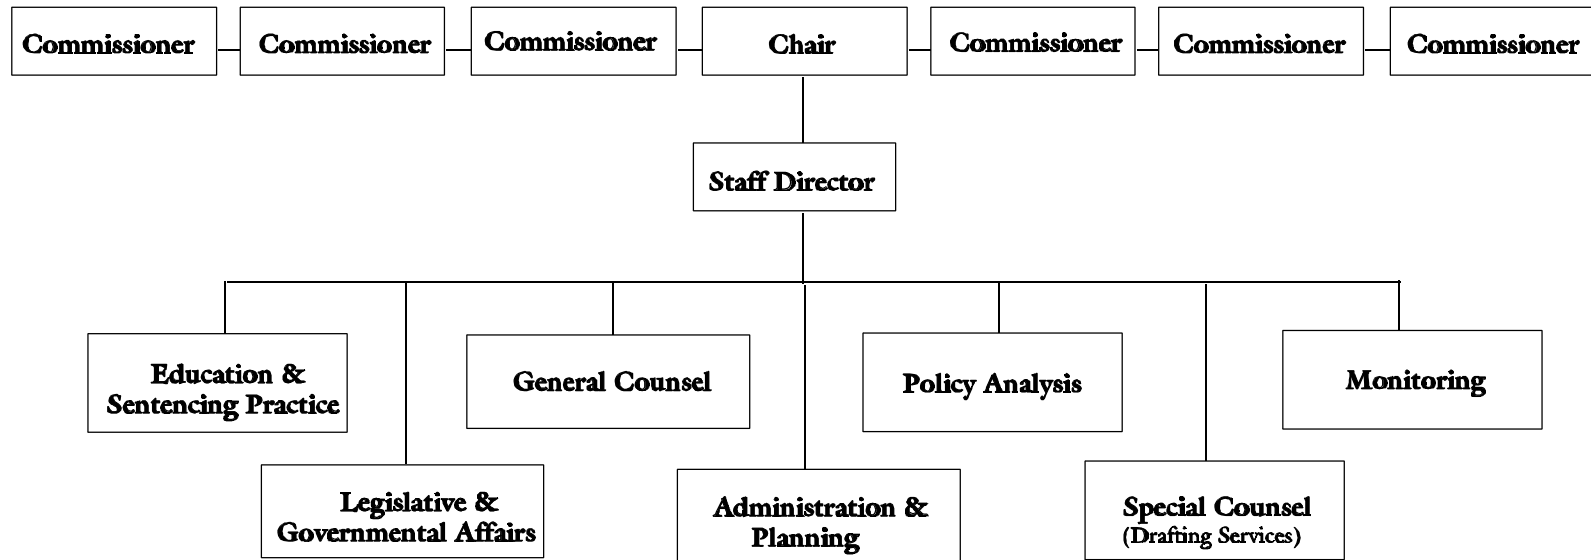 Commissioner
Commissioner
Commissioner
Chair
Commissioner
Commissioner
Commissioner
Staff Director
Education &
Sentencing Practice
General Counsel
Policy Analysis
Monitoring
Legislative &
Governmental Affairs
Administration &
Planning
Special Counsel
(Drafting Services)